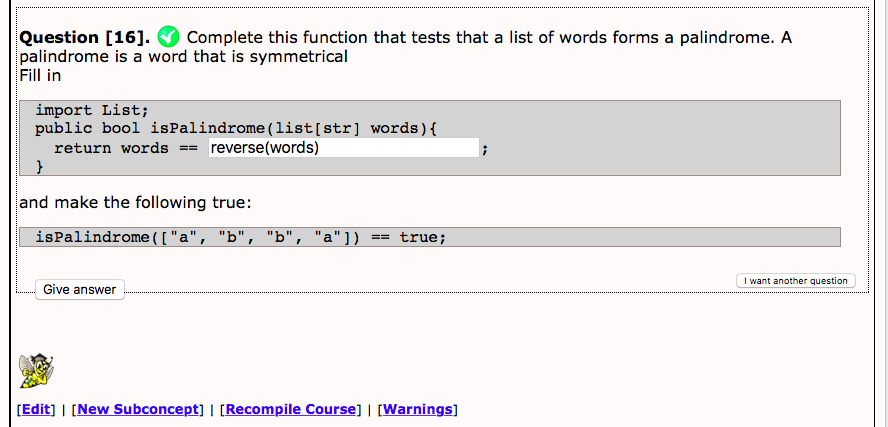 Question [16]. Complete this function that tests that a list of words forms a palindrome. A
palindrome is a word that is symmetrical
Fill in
import List;
public bool isPalindrome(list[str] words){
return words == reverse(words) ;
}
and make the following true:
isPalindrome(["a", "b", "b", "a"]) == true;
I want another question
Give answer
[Edit] | [New Subconcept] | [Recompile Course] | [Warnings]